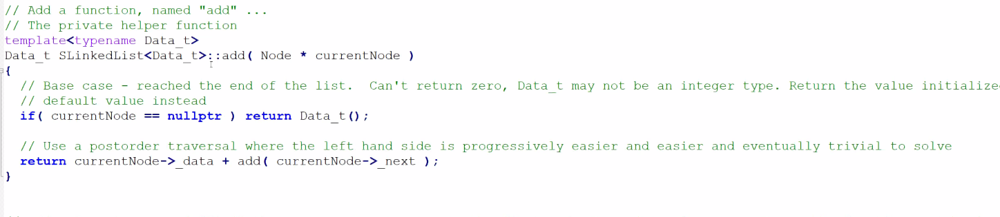 // Add a function, named "add" ...
// The private helper function
template<typename Data_t>
Data_t SLinkedList<Data_t>::add( Node * currentNode )
{
// Base case - reached the end of the list.  Can't return zero, Data_t may not be an integer type. Return the value initialize
// default value instead
if( currentNode == nullptr ) return Data_t();
// Use a postorder traversal where the left hand side is progressively easier and easier and eventually trivial to solve
return currentNode->_data + add( currentNode->_next );
}